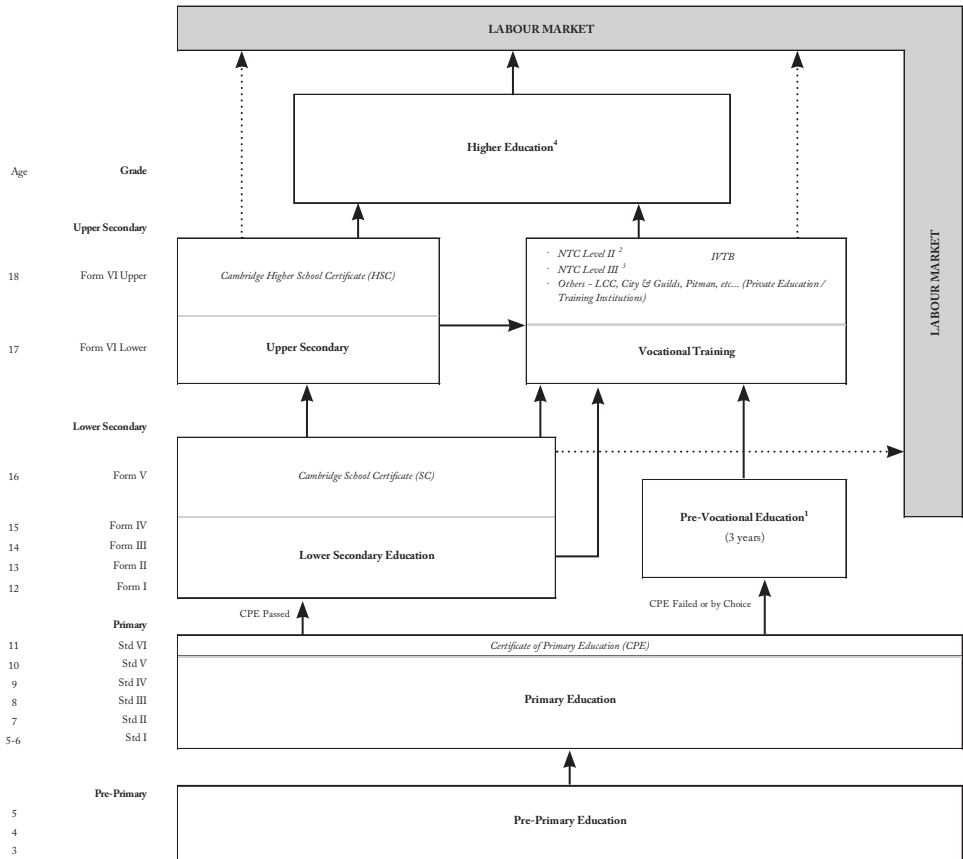 LABOUR MARKET
Higher Education4
Age Grade
LABOUR MARKET
Upper Secondary
18 Form VI Upper
Cambridge Higher School Certificate (HSC)
· NTC Level II 2 IVTB
· NTC Level III 3
· Others - LCC, City & Guilds, Pitman, etc... (Private Education /
Training Institutions)
17 Form VI Lower
Upper Secondary
Vocational Training
Lower Secondary
16 Form V
Cambridge School Certificate (SC)
Pre-Vocational Education1
(3 years)
15 Form IV
14 Form III
13 Form II
12 Form I
Lower Secondary Education
CPE Passed
CPE Failed or by Choice
Primary
11 Std VI
Certificate of Primary Education (CPE)
10 Std V
9 Std IV
8 Std III
7 Std II
5-6 Std I
Primary Education
Pre-Primary
5
4
3
Pre-Primary Education